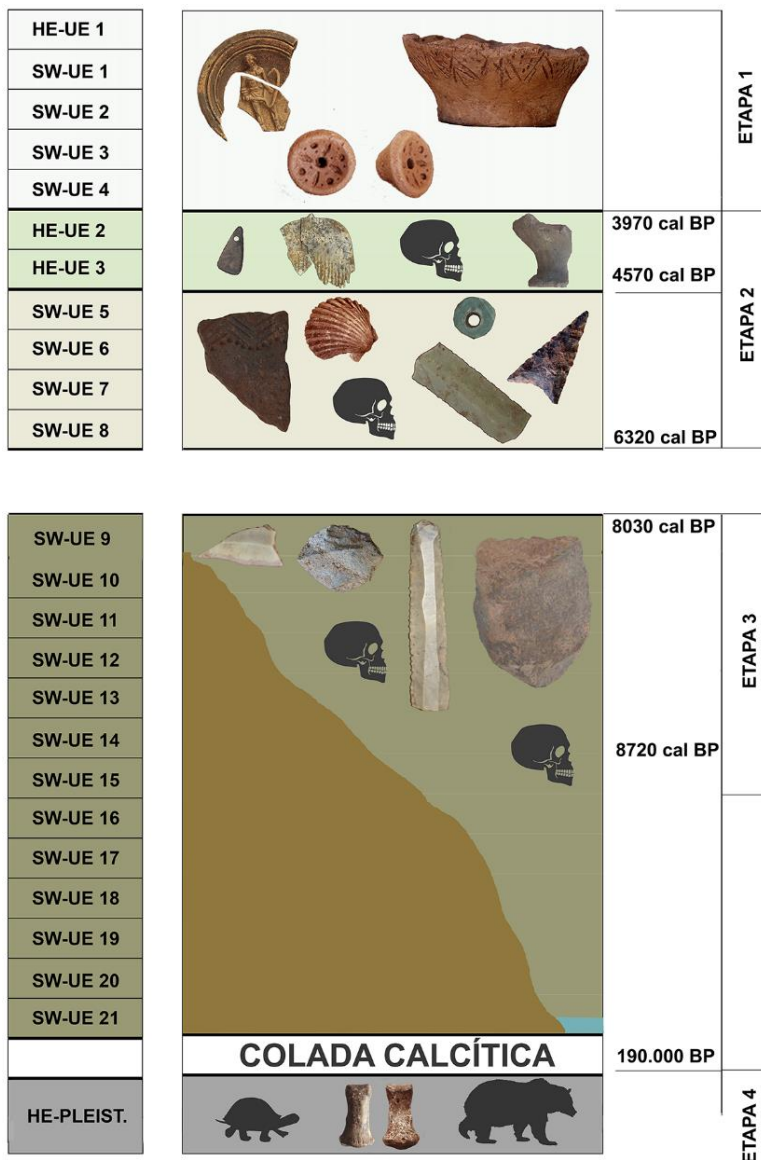 HE-UE 1
SW-UE 1
SW-UE 2
SW-UE 3
SW-UE 4
ETAPA 1
HE-UE 2
HE-UE 3
3970 cal BP
4570 cal BP
SW-UE 5
SW-UE 6
SW-UE 7
SW-UE 8
6320 cal BP
ETAPA 2
SW-UE 9
SW-UE 10
SW-UE 11
SW-UE 12
SW-UE 13
SW-UE 14
SW-UE 15
SW-UE 16
SW-UE 17
SW-UE 18
SW-UE 19
SW-UE 20
SW-UE 21
8030 cal BP
8720 cal BP
ETAPA 3
COLADA CALCÍTICA
190.000 BP
HE-PLEIST.
ETAPA 4